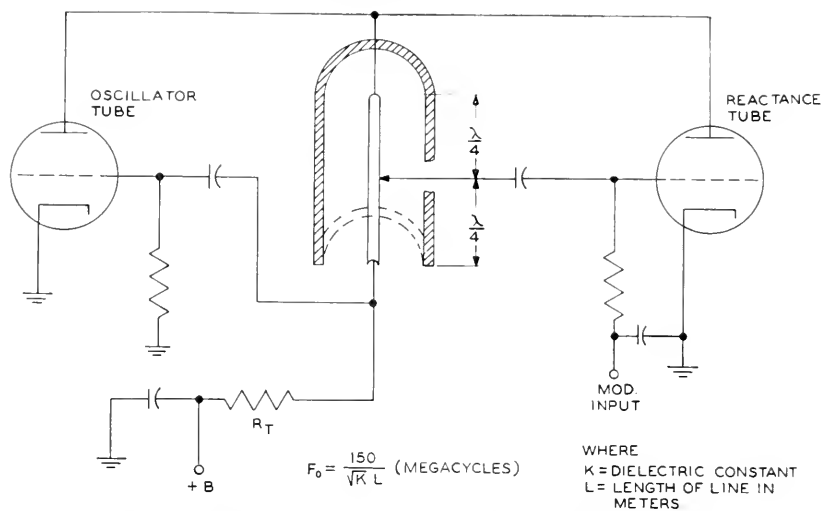 OSCILLATOR
TUBE
REACTANCE
TUBE
λ/4
λ/4
R_T
+ B
MOD.
INPUT
F₀ = 150/(√K L) (MEGACYCLES)
WHERE
K = DIELECTRIC CONSTANT
L = LENGTH OF LINE IN
METERS